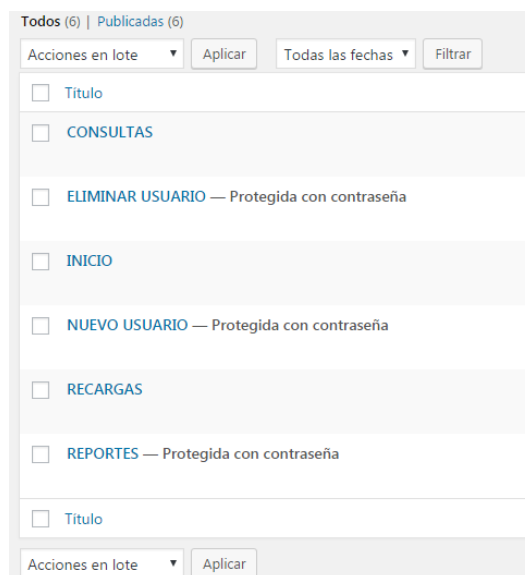 Todos (6) | Publicadas (6)
Acciones en lote Aplicar Todas las fechas Filtrar
Título
CONSULTAS
ELIMINAR USUARIO — Protegida con contraseña
INICIO
NUEVO USUARIO — Protegida con contraseña
RECARGAS
REPORTES — Protegida con contraseña
Título
Acciones en lote Aplicar